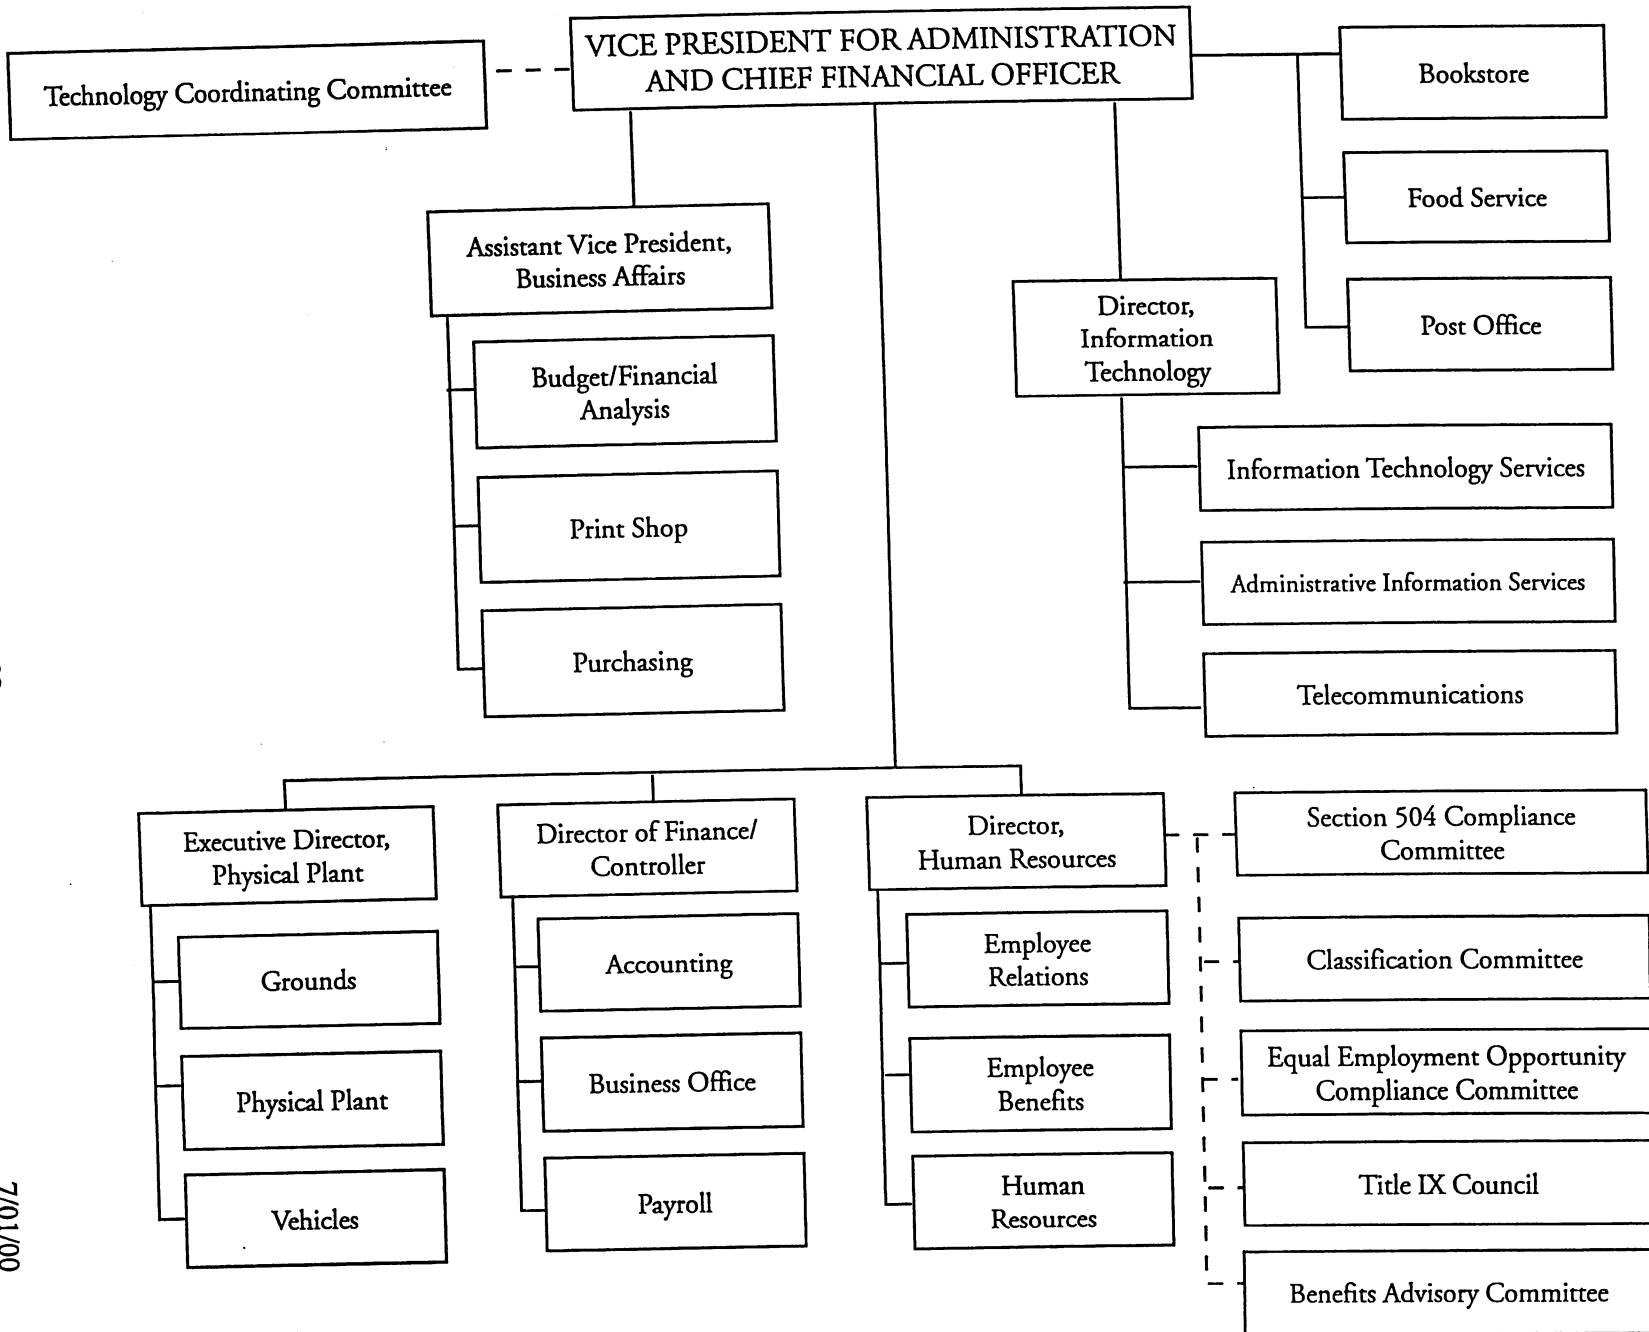 VICE PRESIDENT FOR ADMINISTRATION
AND CHIEF FINANCIAL OFFICER
Technology Coordinating Committee
Bookstore
Food Service
Post Office
Assistant Vice President,
Business Affairs
Budget/Financial
Analysis
Print Shop
Purchasing
Director,
Information
Technology
Information Technology Services
Administrative Information Services
Telecommunications
Executive Director,
Physical Plant
Grounds
Physical Plant
Vehicles
Director of Finance/
Controller
Accounting
Business Office
Payroll
Director,
Human Resources
Employee
Relations
Employee
Benefits
Human
Resources
Section 504 Compliance
Committee
Classification Committee
Equal Employment Opportunity
Compliance Committee
Title IX Council
Benefits Advisory Committee
7/01/00